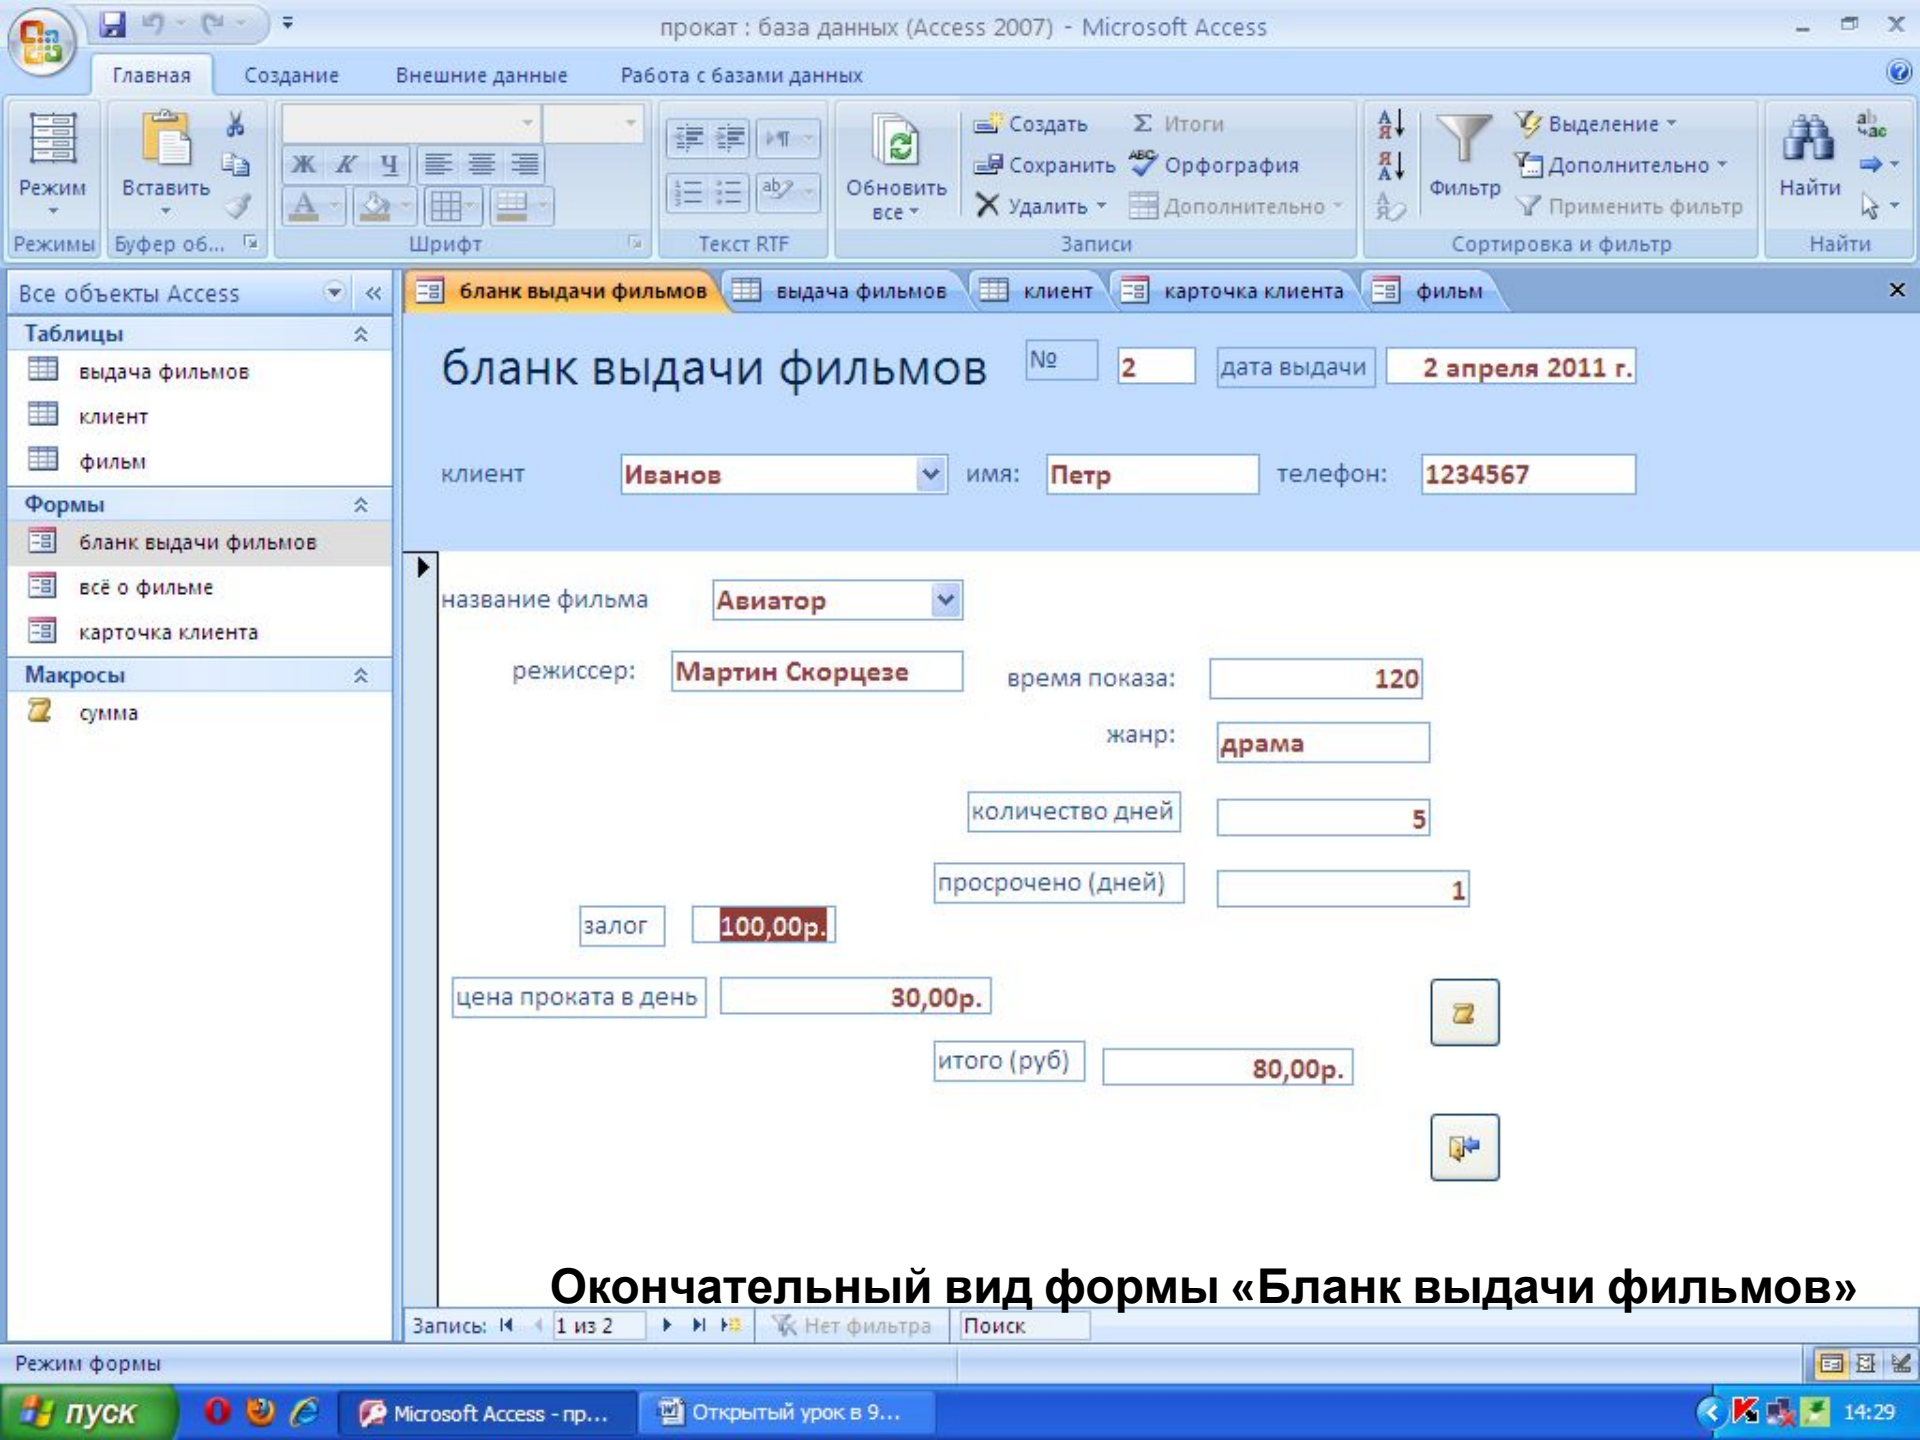 прокат : база данных (Access 2007) - Microsoft Access
Главная Создание Внешние данные Работа с базами данных
Режим
Вставить
Ж К Ч
Обновить все
Создать
Сохранить
Удалить
Σ Итоги
ABC Орфография
Дополнительно
Фильтр
Выделение
Дополнительно
Применить фильтр
Найти
Режимы Буфер об... Шрифт Текст RTF Записи Сортировка и фильтр Найти
Все объекты Access
Таблицы
выдача фильмов
клиент
фильм
Формы
бланк выдачи фильмов
всё о фильме
карточка клиента
Макросы
сумма
бланк выдачи фильмов выдача фильмов клиент карточка клиента фильм
бланк выдачи фильмов № 2 дата выдачи 2 апреля 2011 г.
клиент Иванов имя: Петр телефон: 1234567
название фильма Авиатор
режиссер: Мартин Скорцезе время показа: 120
жанр: драма
количество дней 5
просрочено (дней) 1
залог 100,00р.
цена проката в день 30,00р.
итого (руб) 80,00р.
Окончательный вид формы «Бланк выдачи фильмов»
Запись: 1 из 2 Нет фильтра Поиск
Режим формы
пуск Microsoft Access - пр... Открытый урок в 9... 14:29